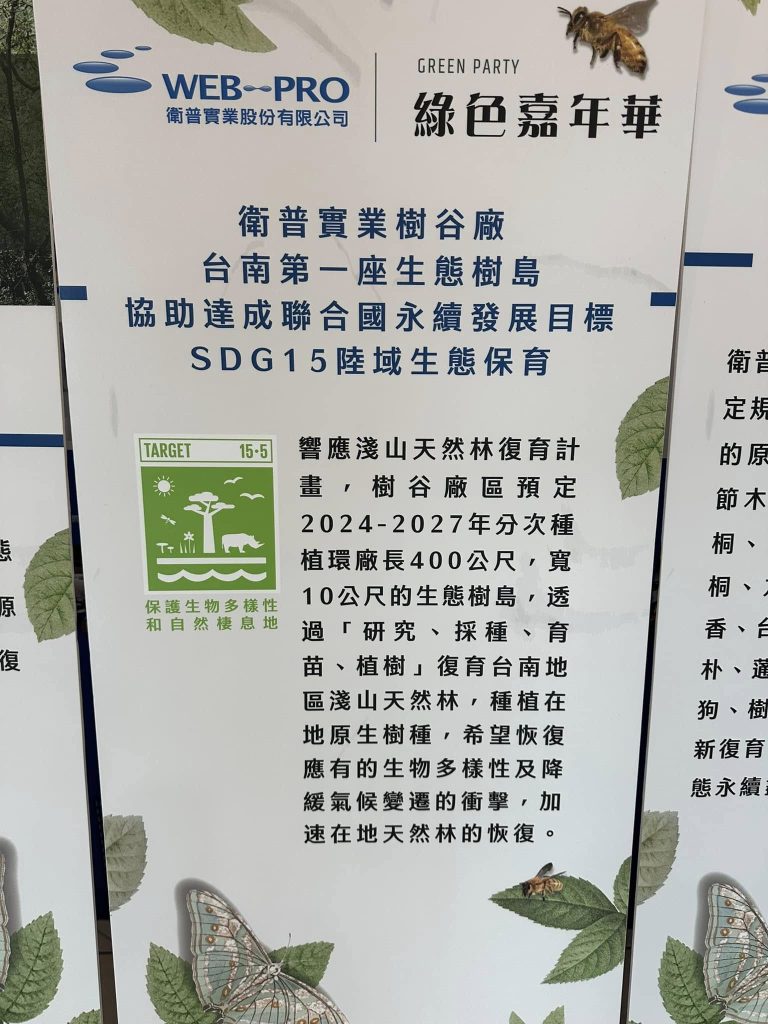 WEB PRO
衛普實業股份有限公司
GREEN PARTY
綠色嘉年華
衛普實業樹谷廠
台南第一座生態樹島
協助達成聯合國永續發展目標
SDG15陸域生態保育
TARGET 15·5
保護生物多樣性
和自然棲息地
響應淺山天然林復育計
畫，樹谷廠區預定
2024-2027年分次種
植環廠長400公尺，寬
10公尺的生態樹島，透
過「研究、採種、育
苗、植樹」復育台南地
區淺山天然林，種植在
地原生樹種，希望恢復
應有的生物多樣性及降
緩氣候變遷的衝擊，加
速在地天然林的恢復。
態
原
復
衛普
定規
的原
節木
桐、
桐、
香、台
朴、
狗、樹
新復育
態永續